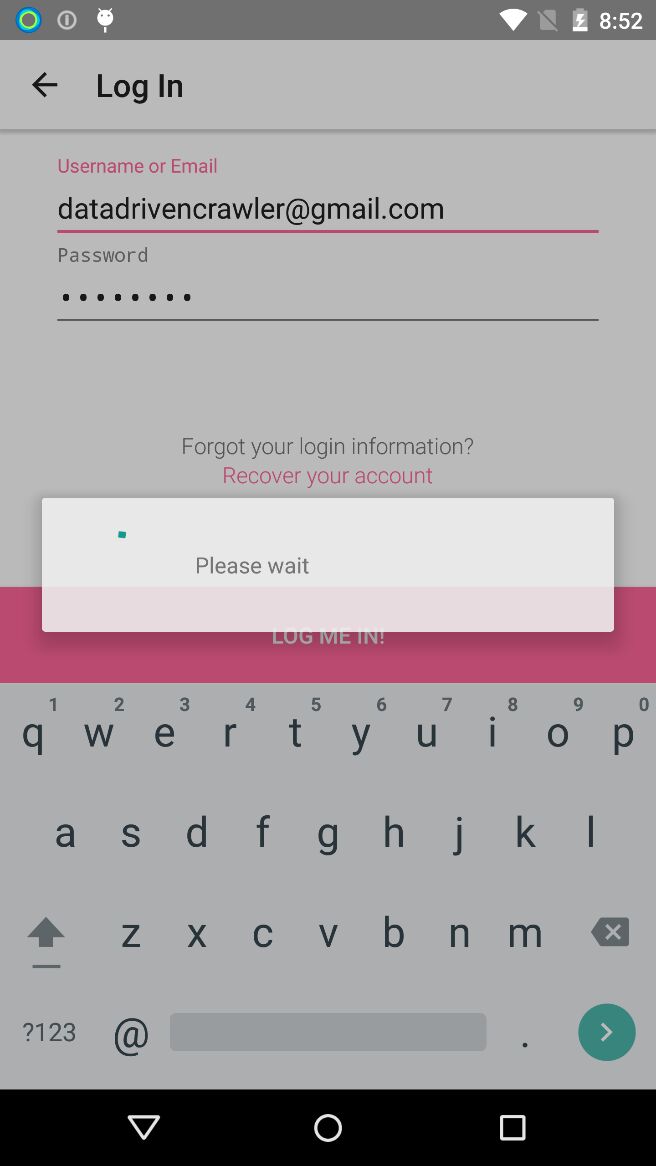 8:52
Log In
Username or Email
datadrivencrawler@gmail.com
Password
••••••••
Forgot your login information?
Recover your account
Please wait
LOG ME IN!
1 2 3 4 5 6 7 8 9 0
q w e r t y u i o p
a s d f g h j k l
z x c v b n m
?123 @ .